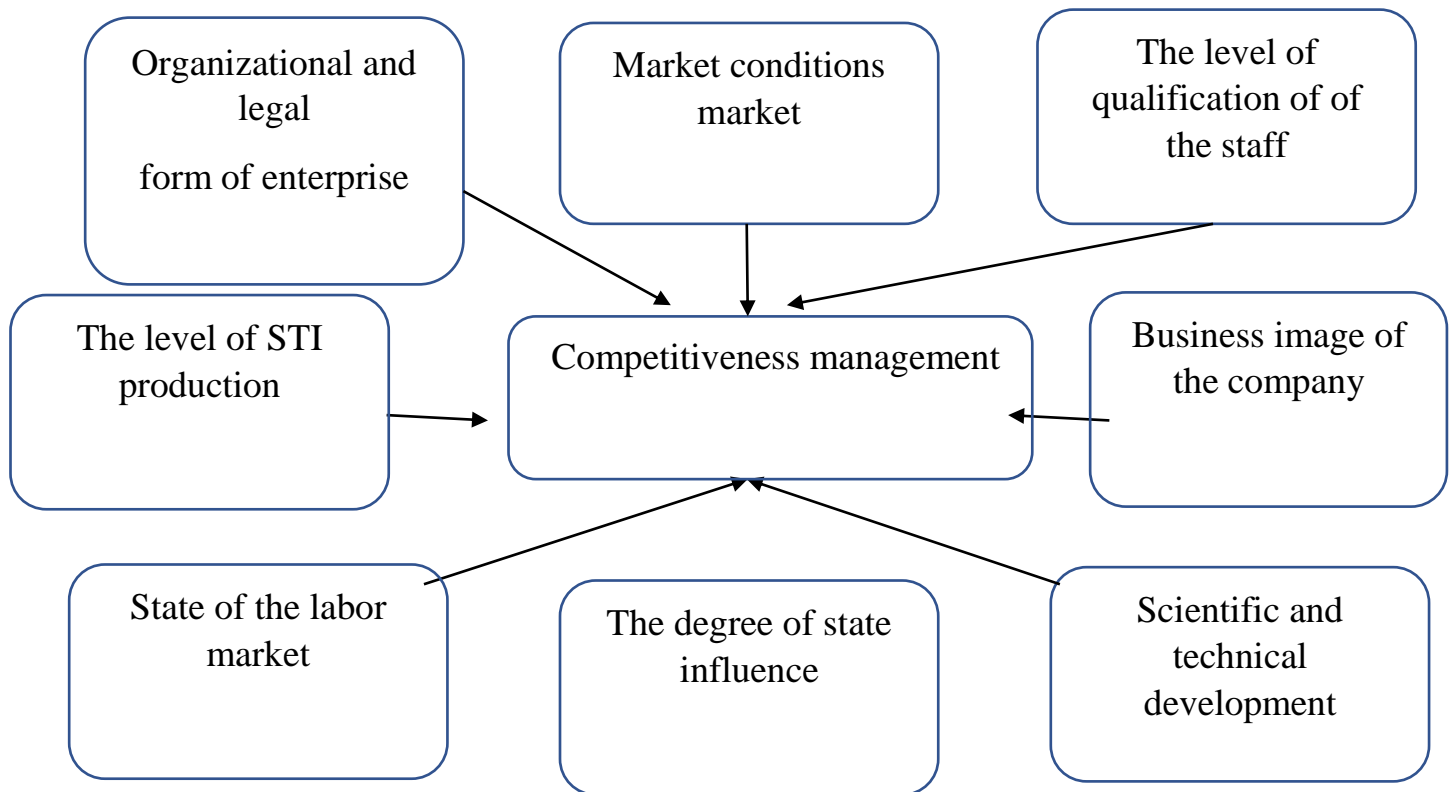 Organizational and
legal
form of enterprise
Market conditions
market
The level of
qualification of of
the staff
The level of STI
production
Competitiveness management
Business image of
the company
State of the labor
market
The degree of state
influence
Scientific and
technical
development